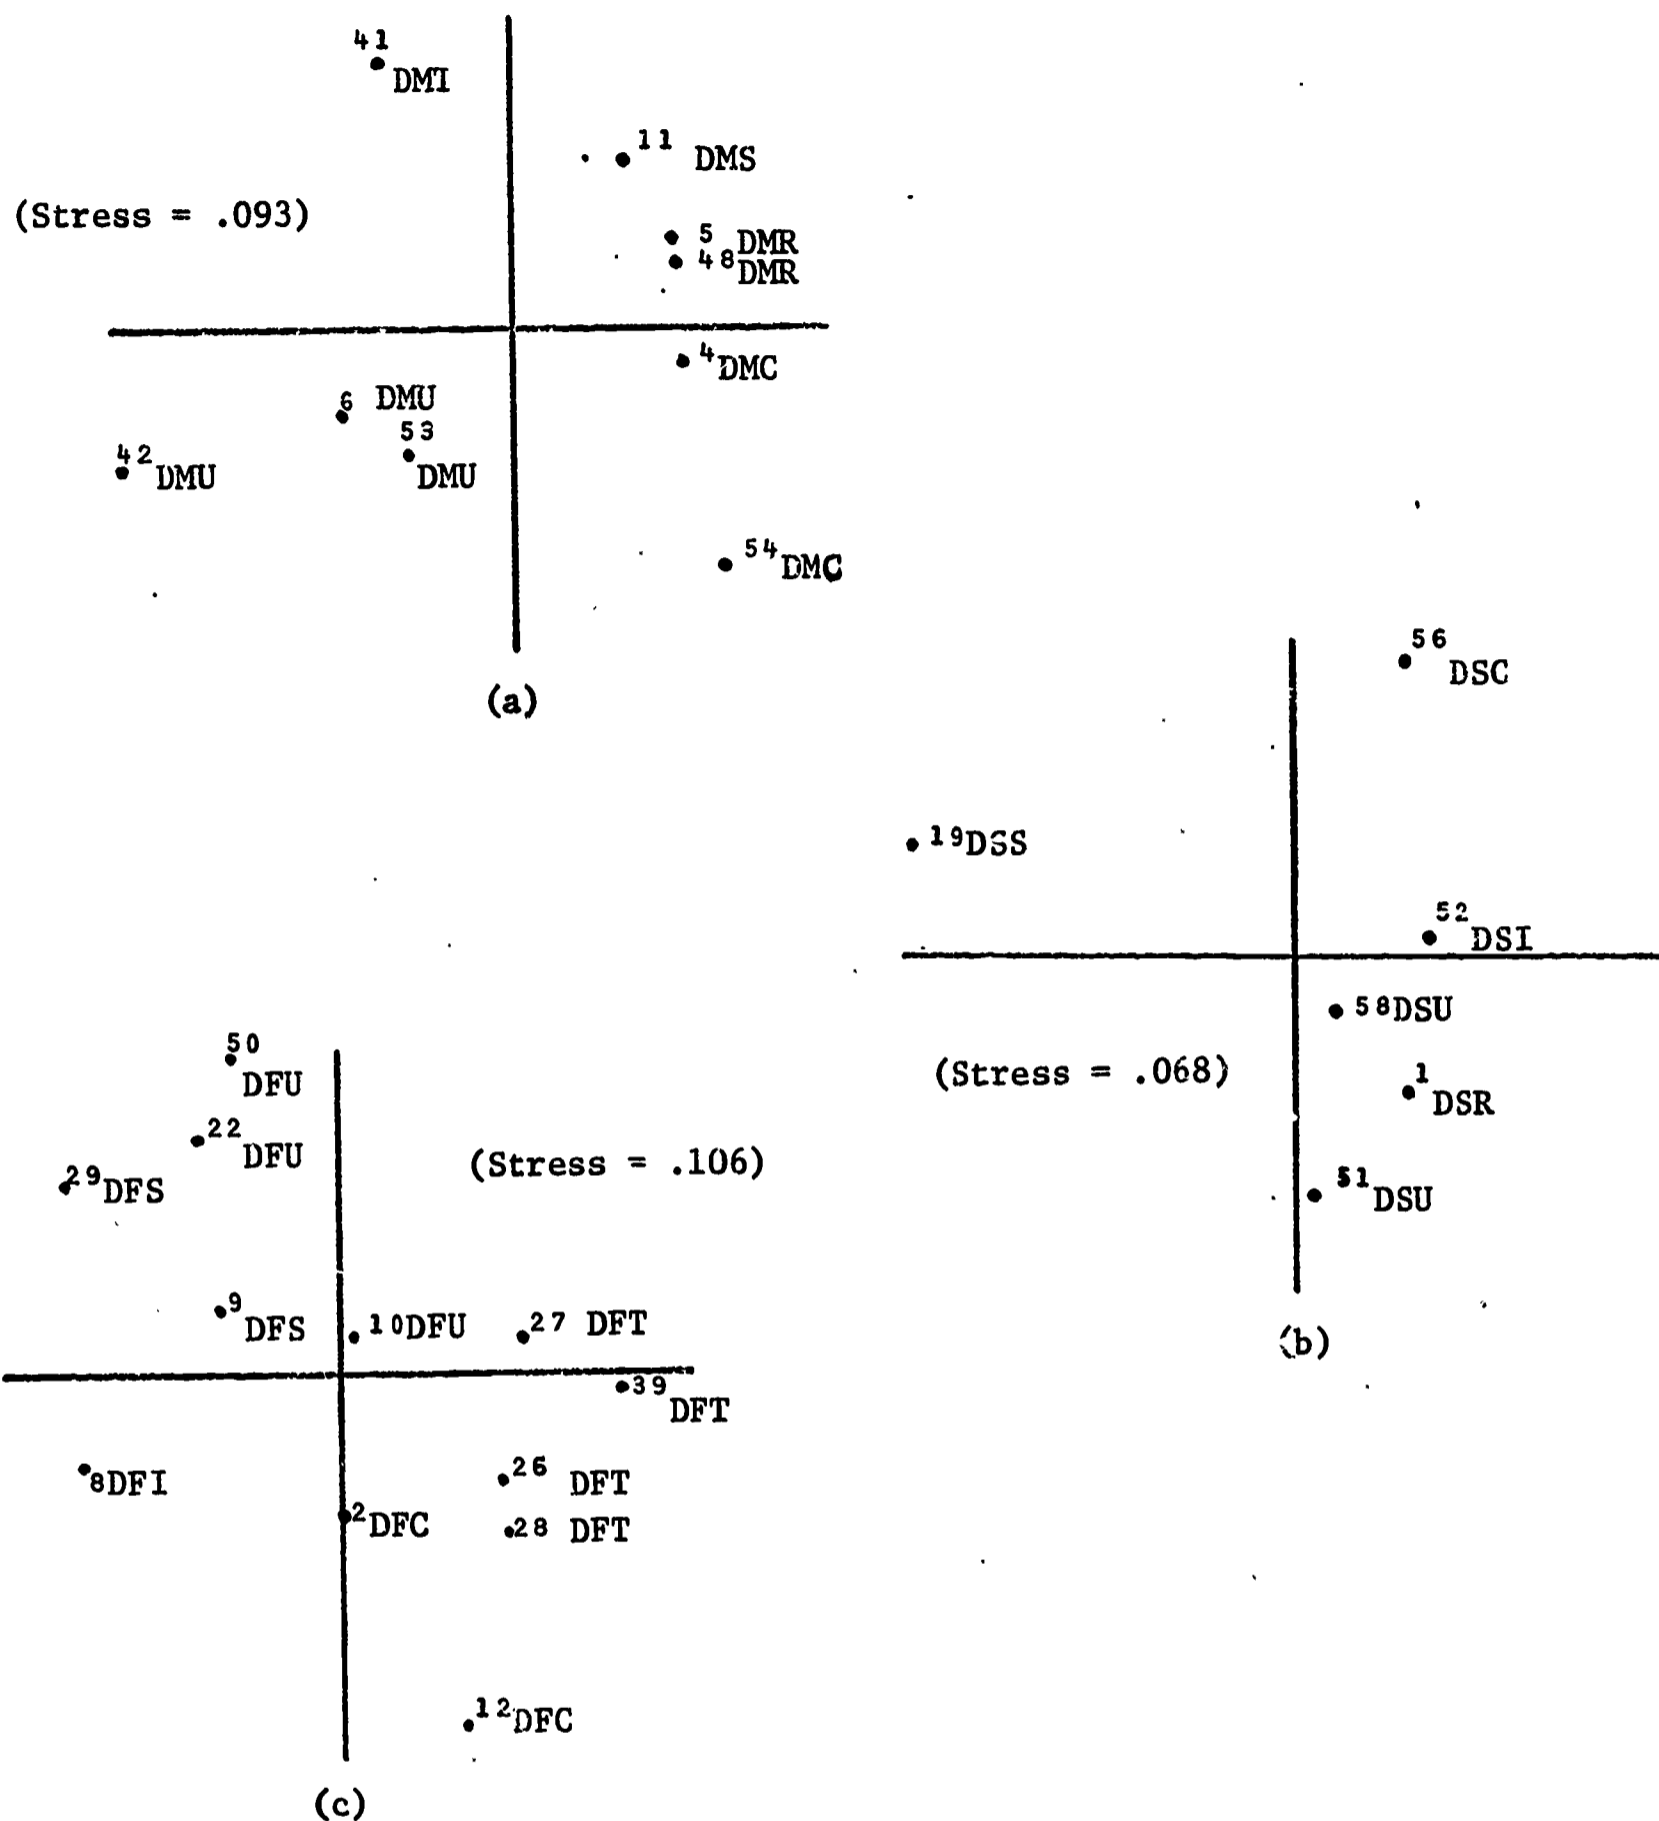 41
DMI
11 DMS
(Stress = .093)
5 DMR
48 DMR
4 DMC
6 DMU
53
DMU
42 DMU
54 DMC
(a)
56
DSC
19 DSS
52
DSI
58 DSU
(Stress = .068)
1
DSR
51
DSU
(b)
50
DFU
22
DFU
(Stress = .106)
29 DFS
9
DFS
10 DFU
27 DFT
39
DFT
8 DFI
26 DFT
2 DFC
28 DFT
12 DFC
(c)